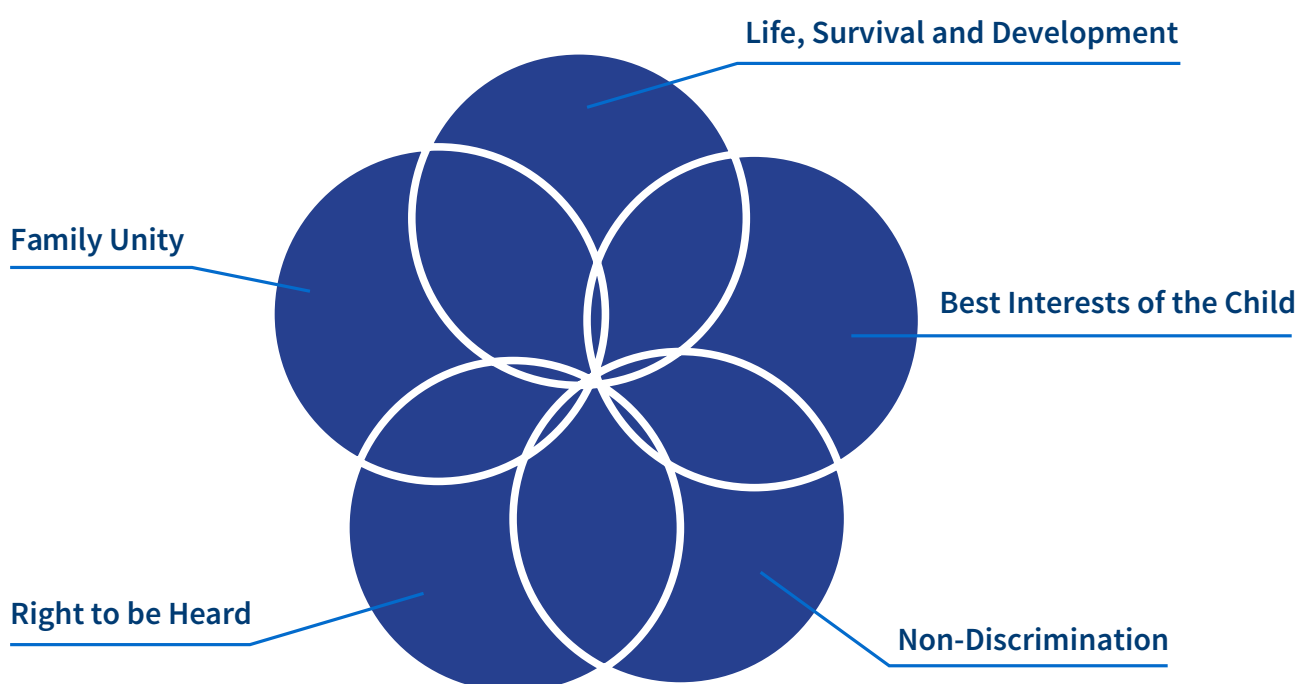 Life, Survival and Development
Family Unity
Best Interests of the Child
Right to be Heard
Non-Discrimination